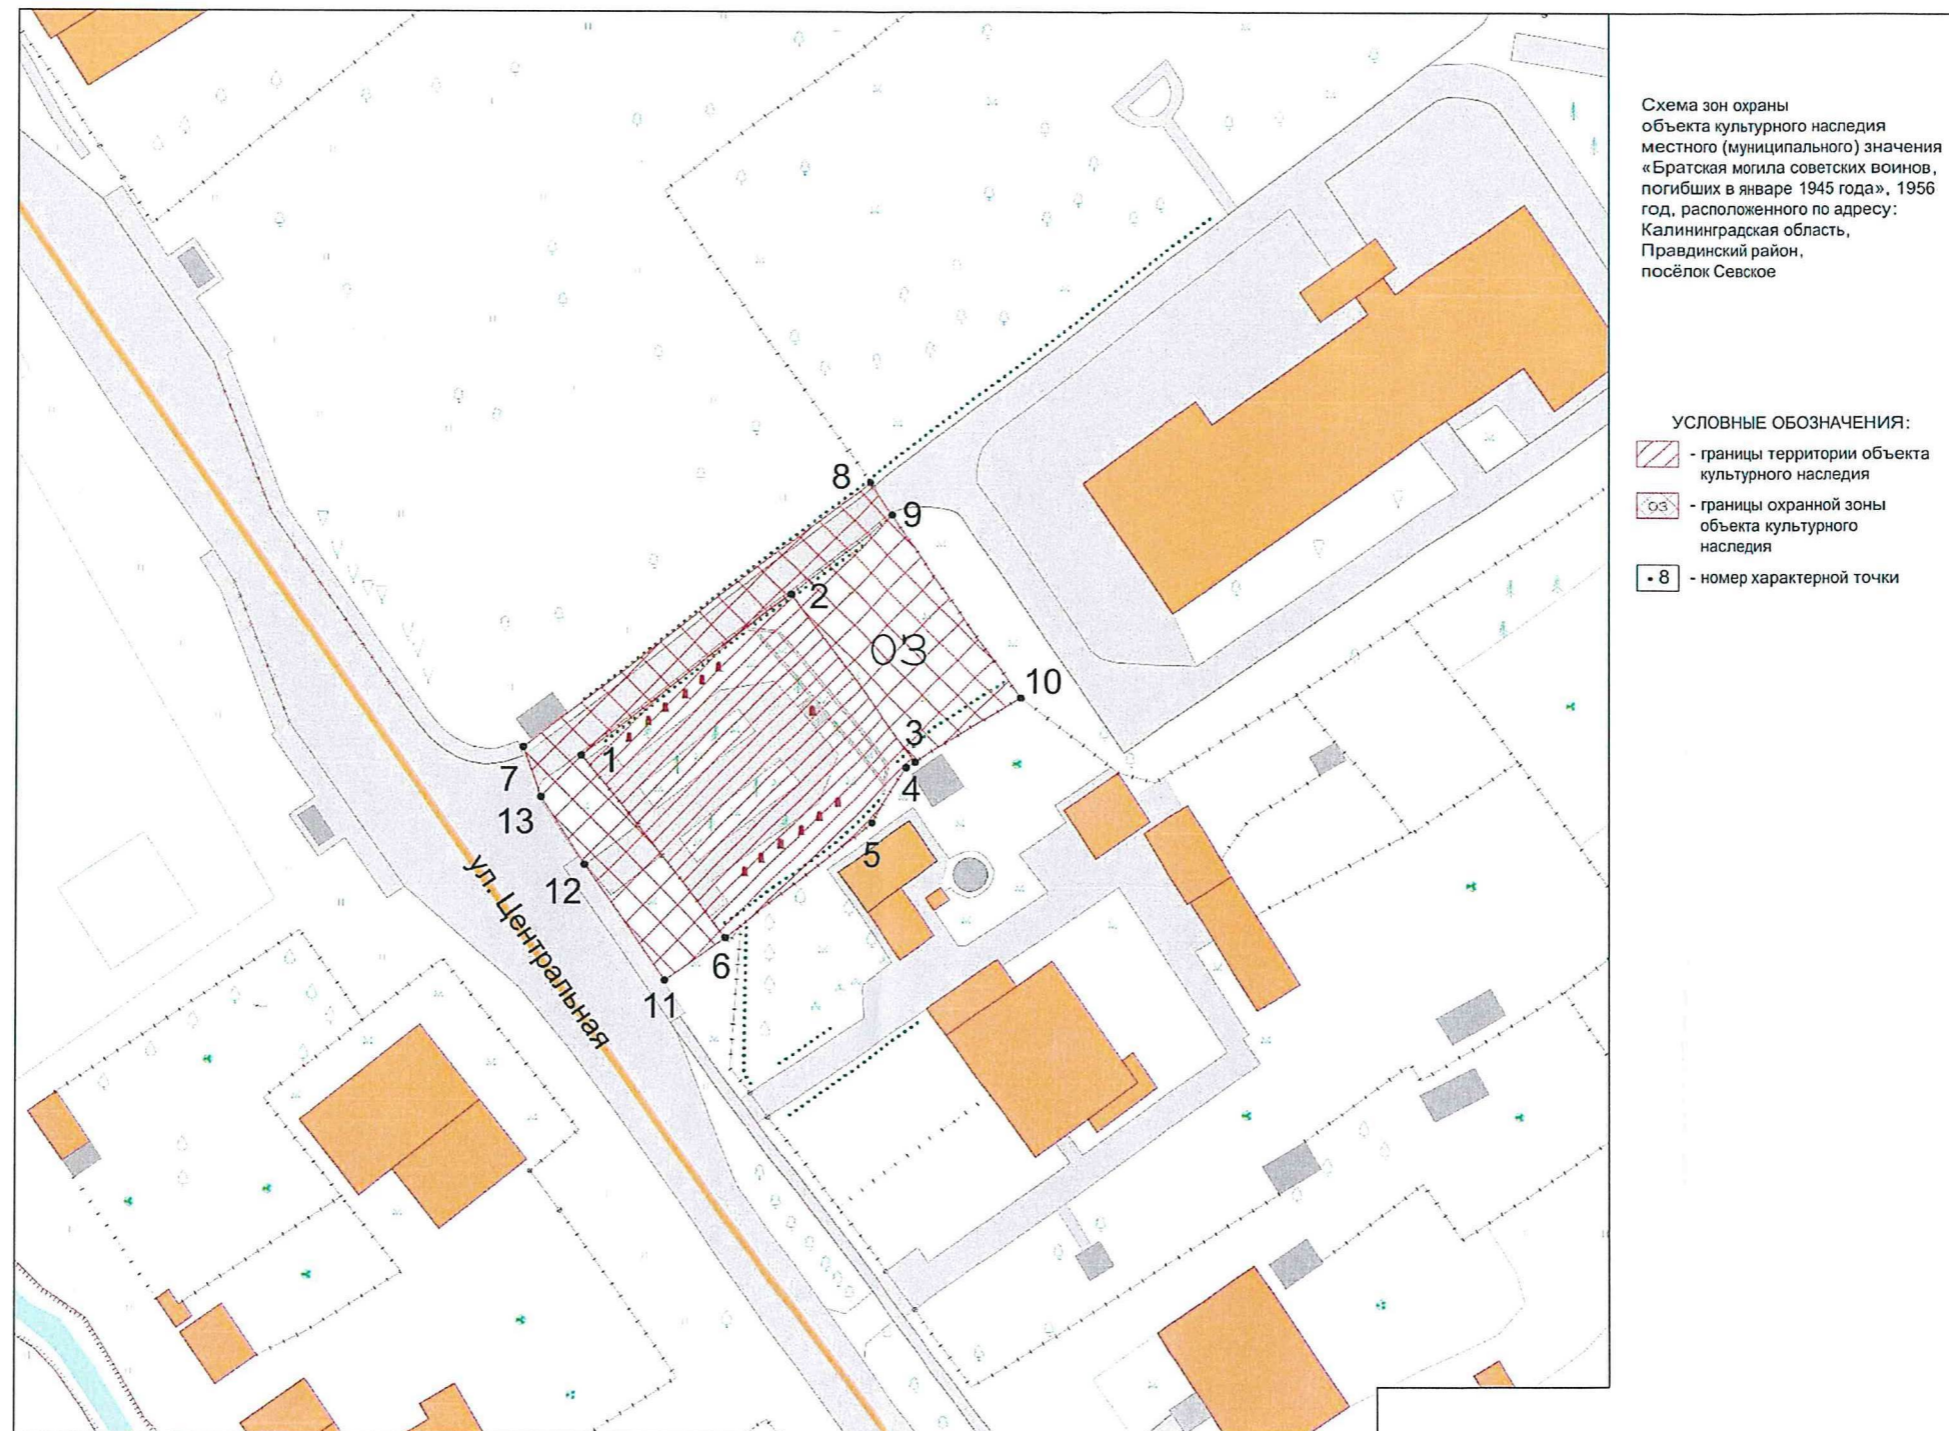 Схема зон охраны
объекта культурного наследия
местного (муниципального) значения
«Братская могила советских воинов,
погибших в январе 1945 года», 1956
год, расположенного по адресу:
Калининградская область,
Правдинский район,
посёлок Севское
УСЛОВНЫЕ ОБОЗНАЧЕНИЯ:
- границы территории объекта
культурного наследия
ОЗ - границы охранной зоны
объекта культурного
наследия
• 8 - номер характерной точки
8
9
2
ОЗ
10
3
1
7
4
13
5
12
6
11
ул. Центральная